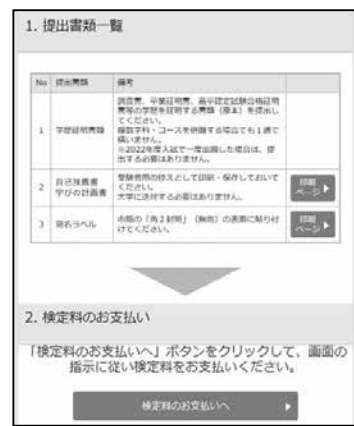 1. 提出書類一覧
No 提出書類 備考
調査書、卒業証明書、高卒認定試験合格証明
書等の学歴を証明する書類（原本）を提出し
てください。
1 学歴証明書類 複数学科・コースを併願する場合でも1通で
構いません。
※2022年度入試で一度出願した場合は、提
出する必要はありません。
2 自己推薦書
学びの計画書
受験者用の控えとして印刷・保存しておいて
ください。
大学に送付する必要はありません。
印刷
ページ
3 宛名ラベル
市販の「角2封筒」（無地）の表面に貼り付
けてください。
印刷
ページ
2. 検定料のお支払い
「検定料のお支払いへ」ボタンをクリックして、画面の
指示に従い検定料をお支払いください。
検定料のお支払いへ